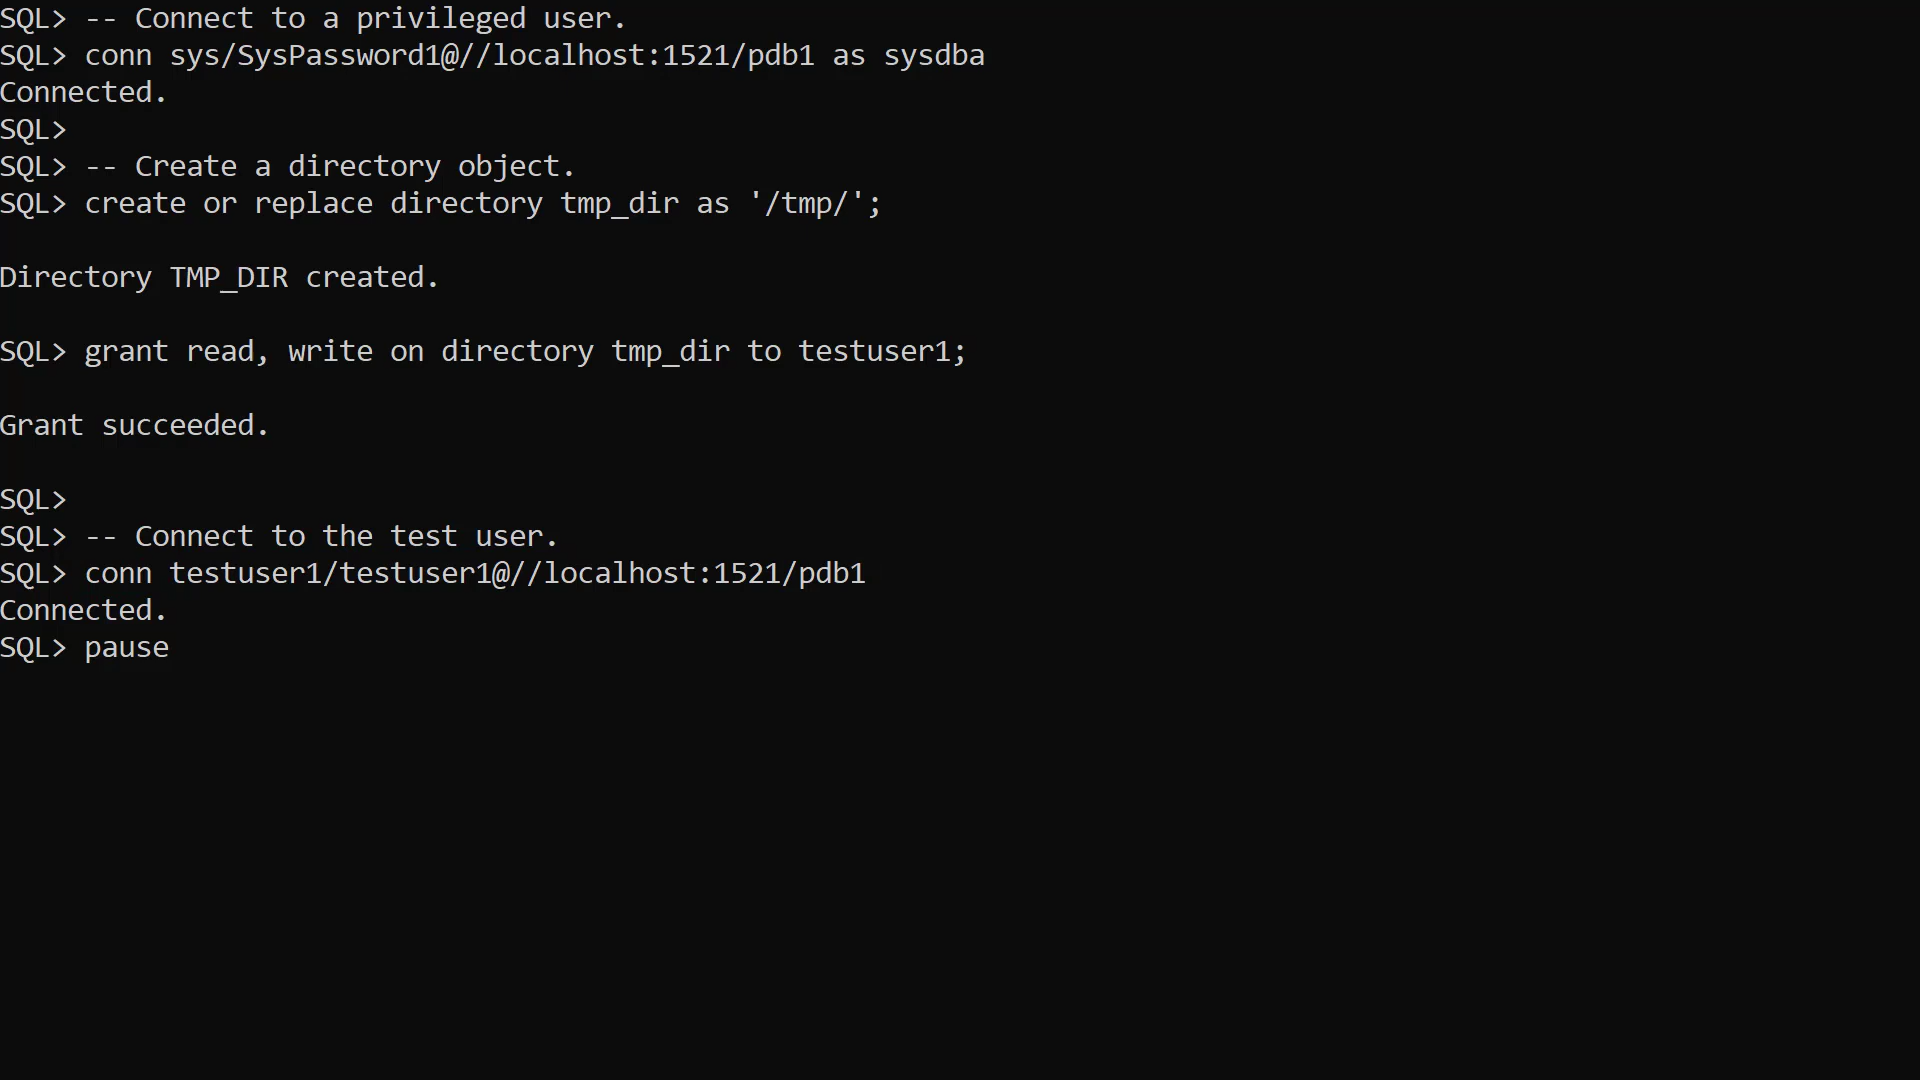 SQL> -- Connect to a privileged user.
SQL> conn sys/SysPassword1@//localhost:1521/pdb1 as sysdba
Connected.
SQL>
SQL> -- Create a directory object.
SQL> create or replace directory tmp_dir as '/tmp/';
Directory TMP_DIR created.
SQL> grant read, write on directory tmp_dir to testuser1;
Grant succeeded.
SQL>
SQL> -- Connect to the test user.
SQL> conn testuser1/testuser1@//localhost:1521/pdb1
Connected.
SQL> pause